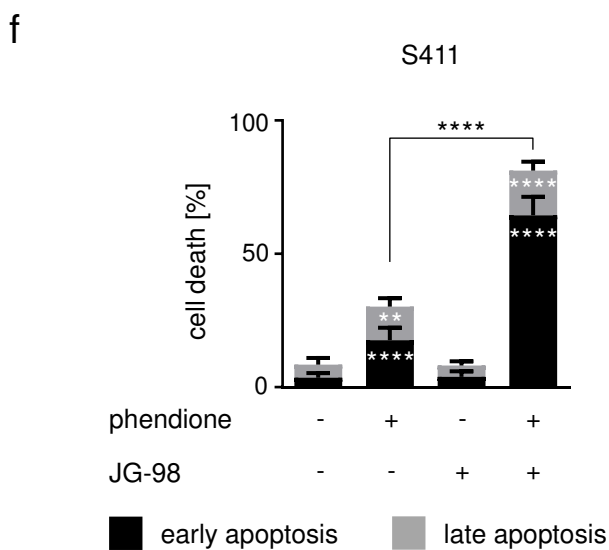 f
S411
100
****
****
****
50
**
****
0
cell death [%]
phendione - + - +
JG-98 - - + +
early apoptosis late apoptosis